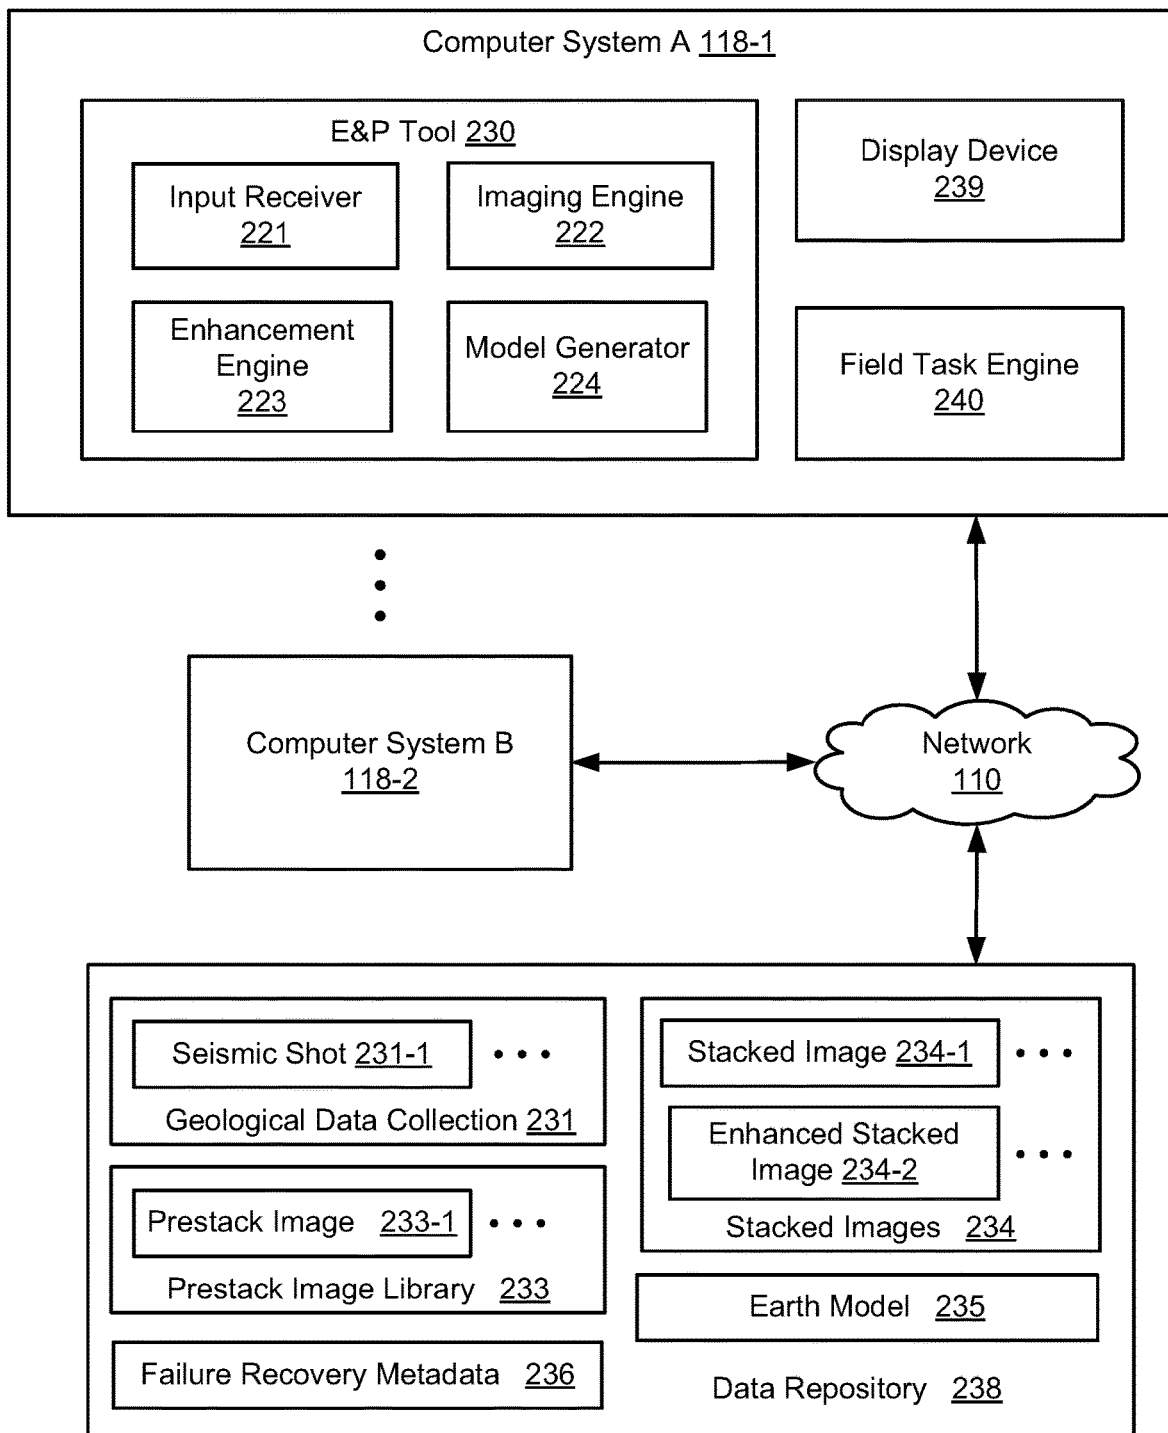 Computer System A 118-1
E&P Tool 230
Input Receiver
221
Imaging Engine
222
Enhancement
Engine
223
Model Generator
224
Display Device
239
Field Task Engine
240
Computer System B
118-2
Network
110
Seismic Shot 231-1
Geological Data Collection 231
Prestack Image 233-1
Prestack Image Library 233
Failure Recovery Metadata 236
Stacked Image 234-1
Enhanced Stacked
Image 234-2
Stacked Images 234
Earth Model 235
Data Repository 238